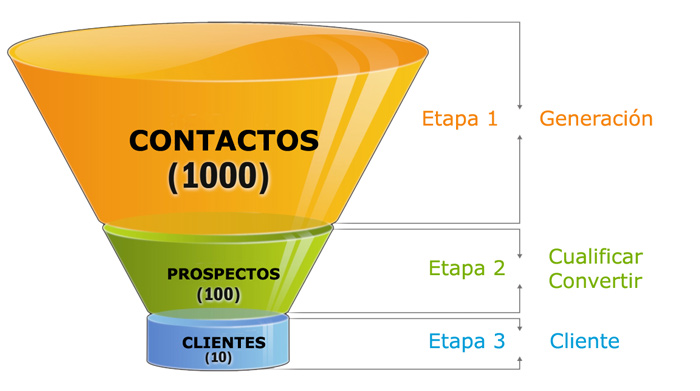 CONTACTOS
(1000)
Etapa 1
Generación
PROSPECTOS
(100)
Etapa 2
Cualificar
Convertir
CLIENTES
(10)
Etapa 3
Cliente